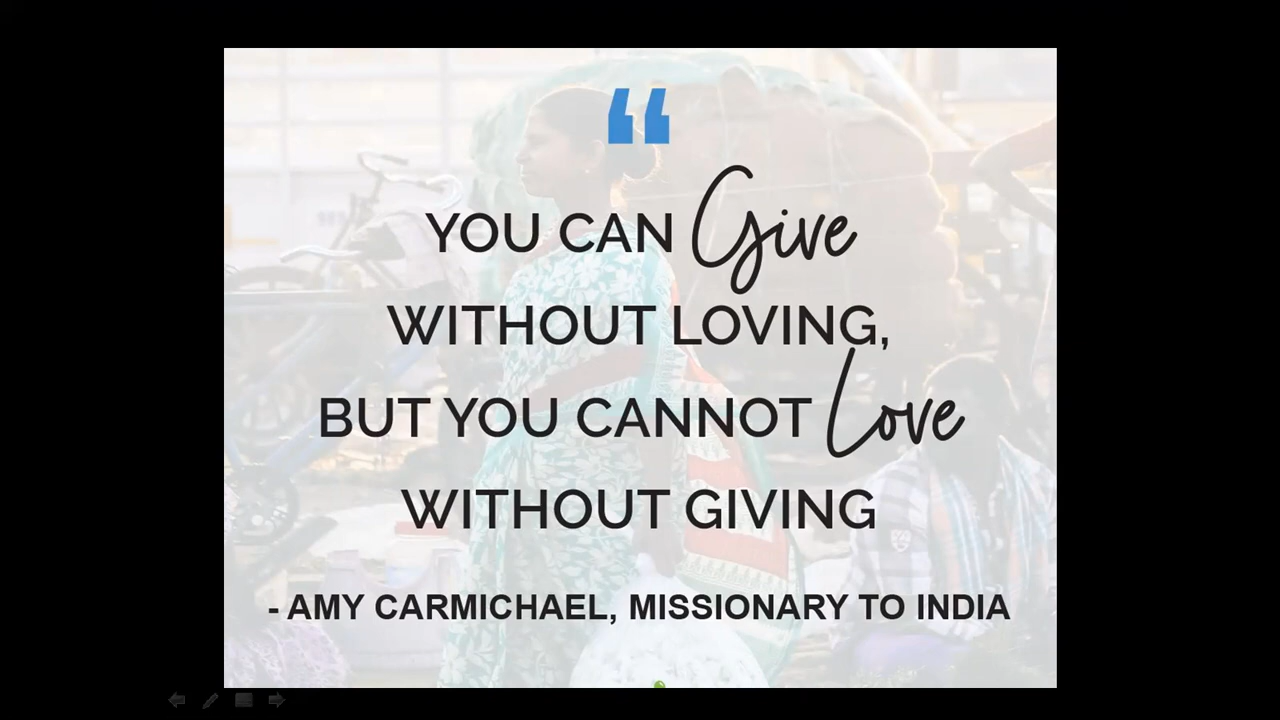 “
YOU CAN Give
WITHOUT LOVING,
BUT YOU CANNOT Love
WITHOUT GIVING
- AMY CARMICHAEL, MISSIONARY TO INDIA